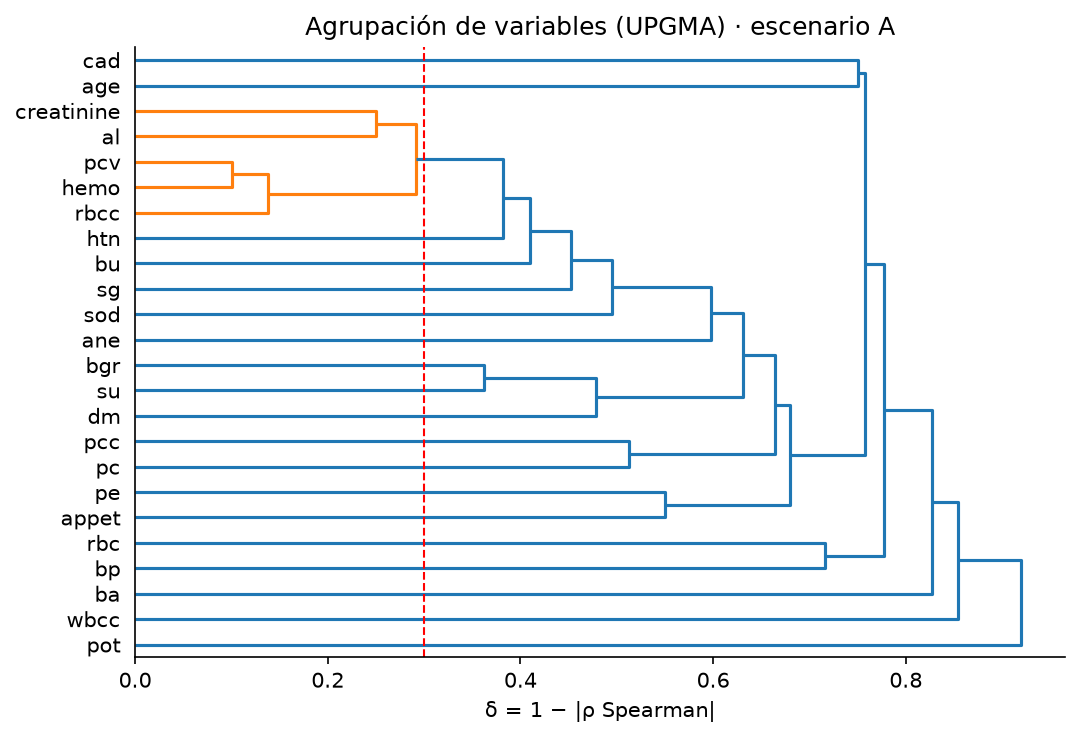 Agrupación de variables (UPGMA) · escenario A
cad
age
creatinine
al
pcv
hemo
rbcc
htn
bu
sg
sod
ane
bgr
su
dm
pcc
pc
pe
appet
rbc
bp
ba
wbcc
pot
0.0 0.2 0.4 0.6 0.8
δ = 1 − |ρ Spearman|